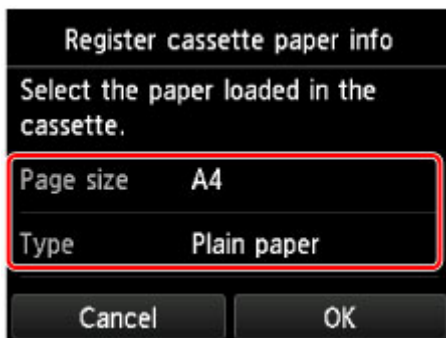 Register cassette paper info
Select the paper loaded in the
cassette.
Page size A4
Type Plain paper
Cancel OK